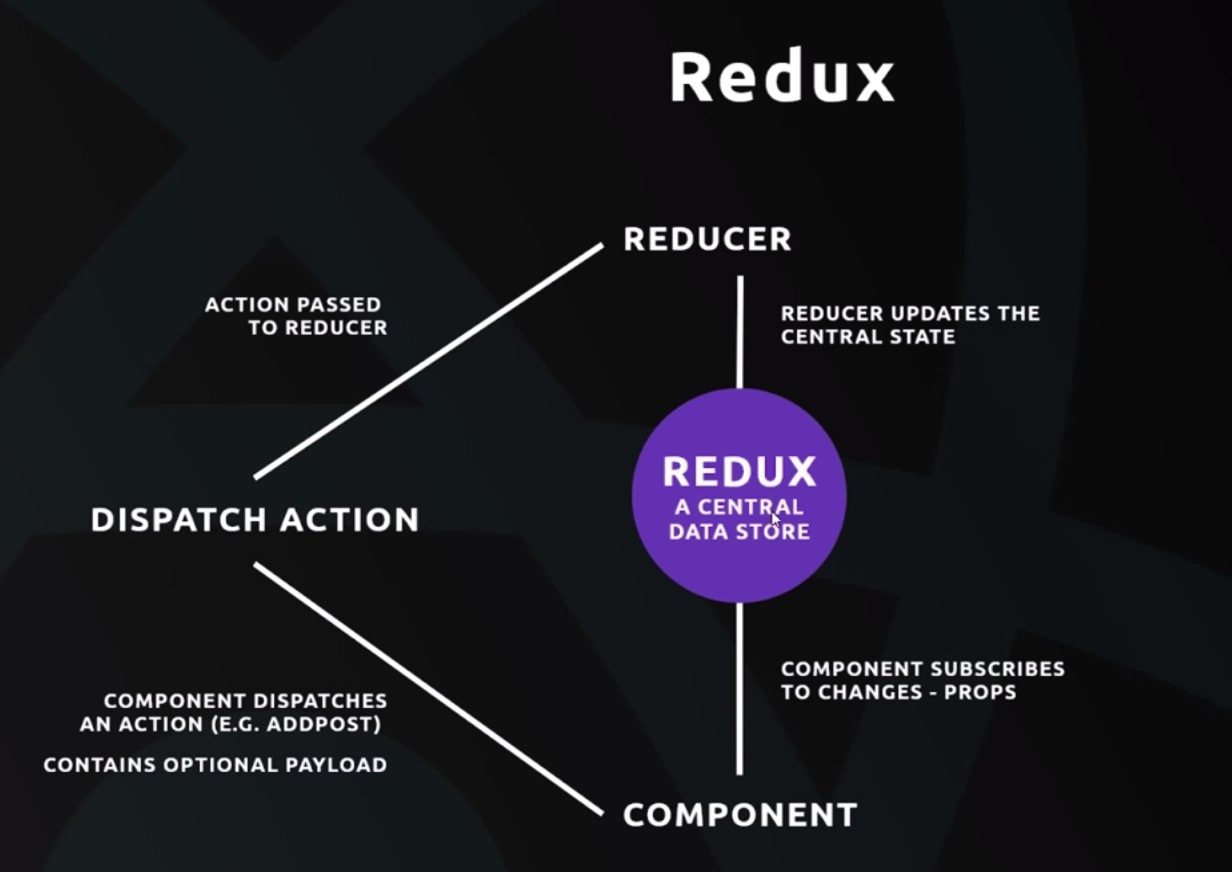 Redux
REDUCER
ACTION PASSED
TO REDUCER
REDUCER UPDATES THE
CENTRAL STATE
REDUX
A CENTRAL
DATA STORE
DISPATCH ACTION
COMPONENT SUBSCRIBES
TO CHANGES - PROPS
COMPONENT DISPATCHES
AN ACTION (E.G. ADDPOST)
CONTAINS OPTIONAL PAYLOAD
COMPONENT